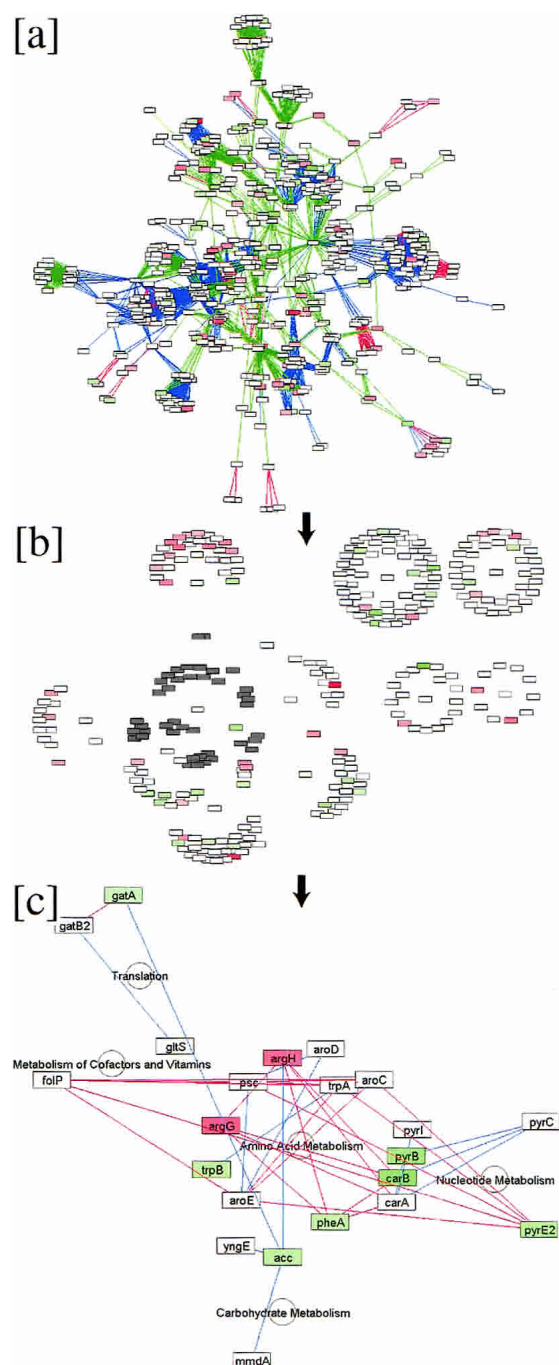 [a]
[b]
[c]
gatA
gatB2
Translation
gltS
aroD
argH
Metabolism of Cofactors and Vitamins
folP
psc
trpA
aroC
argG
pyrI
pyrC
Amino Acid Metabolism
pyrB
trpB
carB
Nucleotide Metabolism
aroE
carA
pheA
pyrE2
yngE
acc
Carbohydrate Metabolism
mmdA